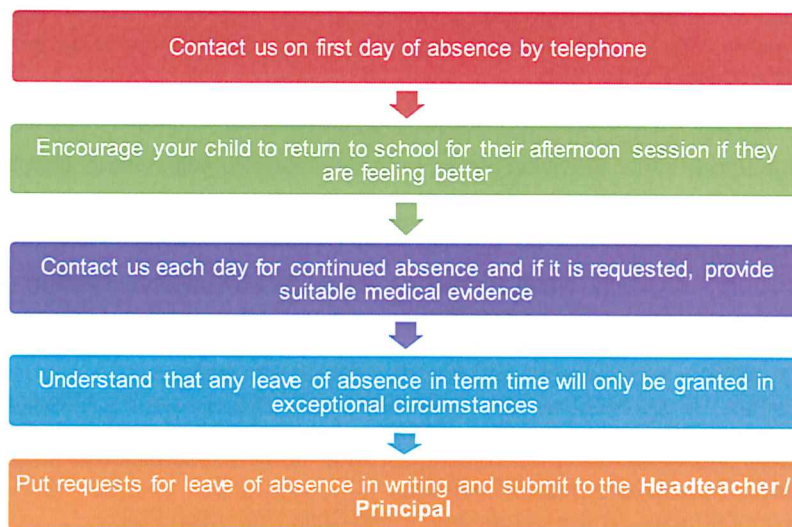 Contact us on first day of absence by telephone
Encourage your child to return to school for their afternoon session if they
are feeling better
Contact us each day for continued absence and if it is requested, provide
suitable medical evidence
Understand that any leave of absence in term time will only be granted in
exceptional circumstances
Put requests for leave of absence in writing and submit to the Headteacher /
Principal